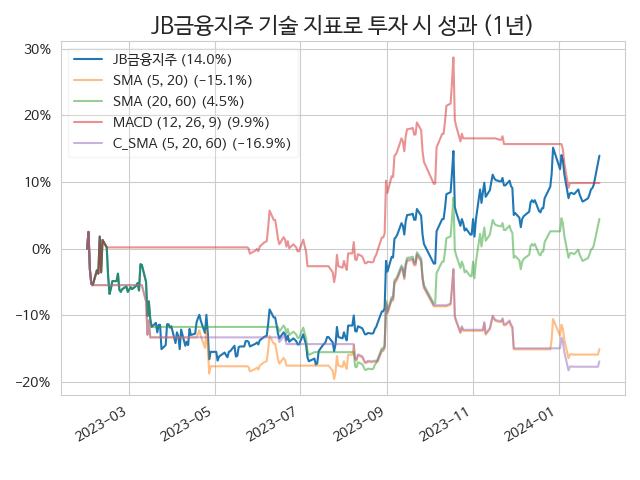 JB금융지주 기술 지표로 투자 시 성과 (1년)
30%
20%
10%
0%
−10%
−20%
JB금융지주 (14.0%)
SMA (5, 20) (−15.1%)
SMA (20, 60) (4.5%)
MACD (12, 26, 9) (9.9%)
C_SMA (5, 20, 60) (−16.9%)
2023-03
2023-05
2023-07
2023-09
2023-11
2024-01